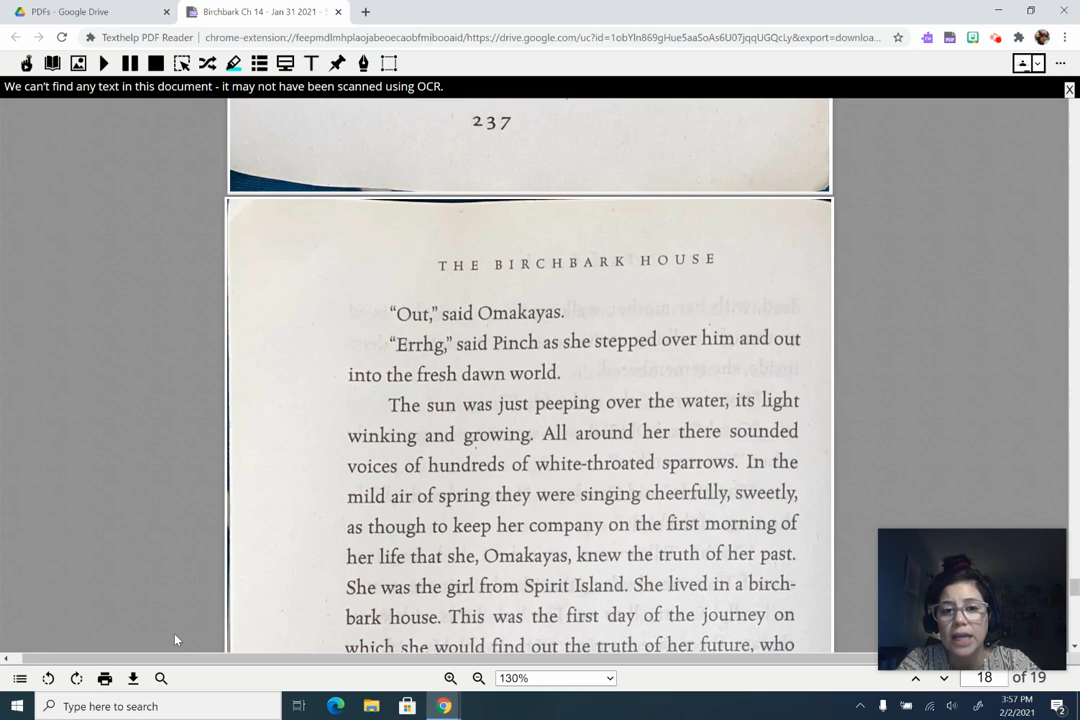 PDFs - Google Drive
Birchbark Ch 14 - Jan 31 2021 -
Texthelp PDF Reader
chrome-extension://feepmdlmhplaojabeoecaobfmibooaid/https://drive.google.com/uc?id=1obYln869gHue5aaSoAs6U07jqqUGQcLy&export=downloa...
We can't find any text in this document - it may not have been scanned using OCR.
X
237
THE BIRCHBARK HOUSE
“Out,” said Omakayas.
“Errhg,” said Pinch as she stepped over him and out
into the fresh dawn world.
The sun was just peeping over the water, its light
winking and growing. All around her there sounded
voices of hundreds of white-throated sparrows. In the
mild air of spring they were singing cheerfully, sweetly,
as though to keep her company on the first morning of
her life that she, Omakayas, knew the truth of her past.
She was the girl from Spirit Island. She lived in a birch-
bark house. This was the first day of the journey on
which she would find out the truth of her future, who
130%
18 of 19
Type here to search
3:57 PM
2/2/2021
2